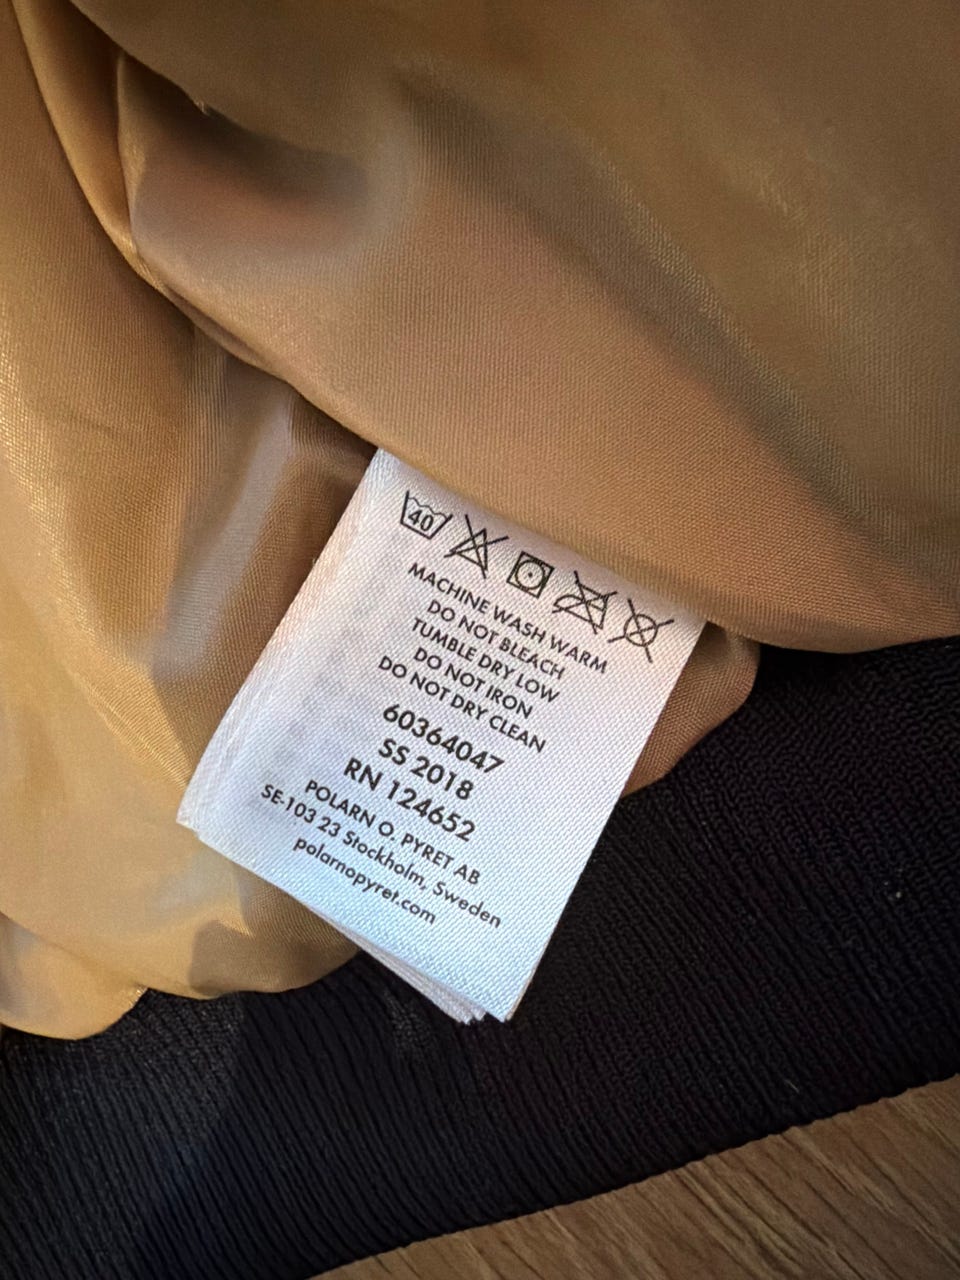 40
MACHINE WASH WARM
DO NOT BLEACH
TUMBLE DRY LOW
DO NOT IRON
DO NOT DRY CLEAN
60364047
SS 2018
RN 124652
POLARN O. PYRET AB
SE-103 23 Stockholm, Sweden
polarnopyret.com